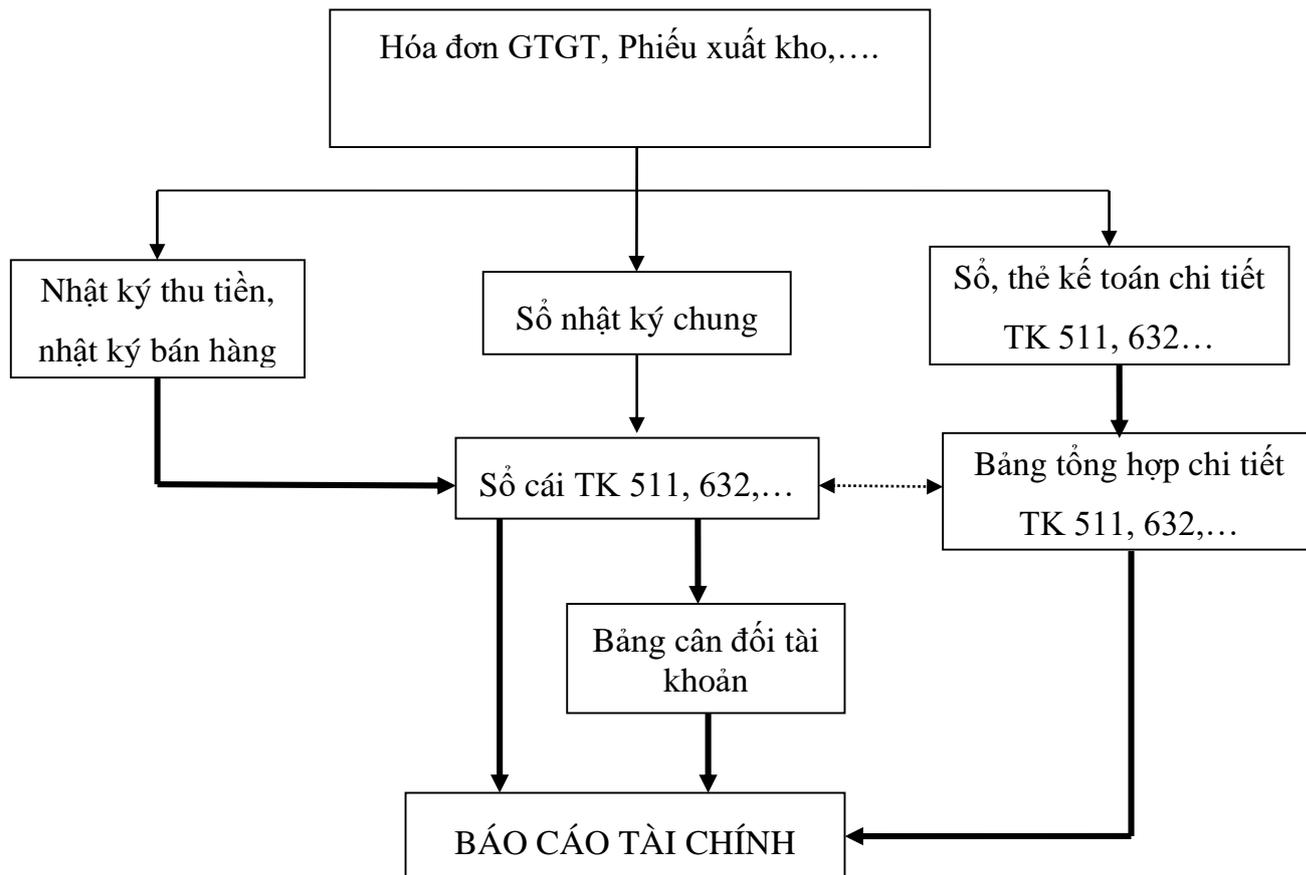 Hóa đơn GTGT, Phiếu xuất kho,….
Nhật ký thu tiền,
nhật ký bán hàng
Sổ nhật ký chung
Sổ, thẻ kế toán chi tiết
TK 511, 632…
Sổ cái TK 511, 632,…
Bảng tổng hợp chi tiết
TK 511, 632,…
Bảng cân đối tài
khoản
BÁO CÁO TÀI CHÍNH